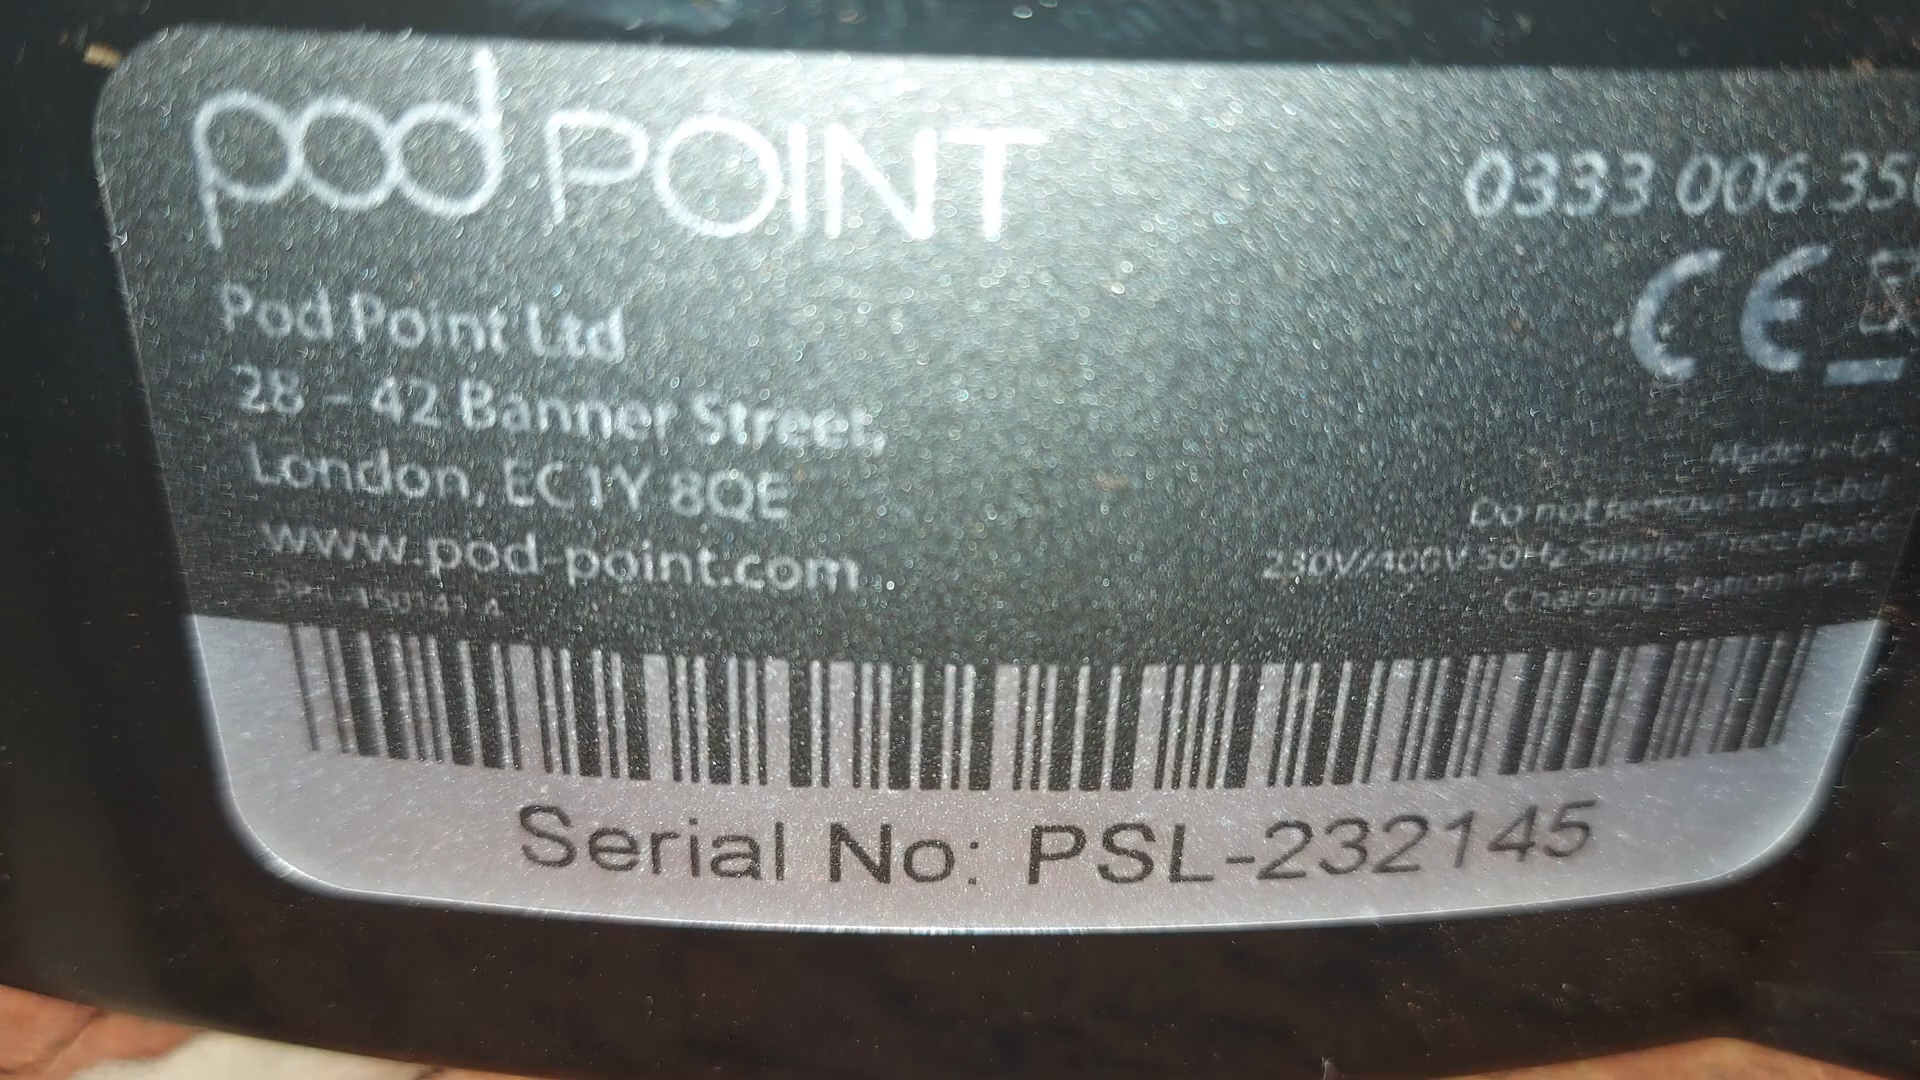 pod POINT
0333 006 350
Pod Point Ltd
28 – 42 Banner Street,
London, EC1Y 8QE
www.pod-point.com
CE
Made in UK
Do not remove this label
230V/400V 50Hz Single/Three Phase
Charging Station
Serial No: PSL-232145